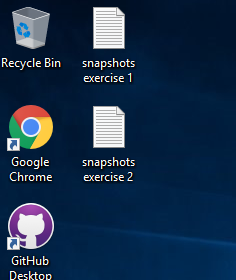 Recycle Bin
snapshots
exercise 1
Google
Chrome
snapshots
exercise 2
GitHub
Desktop